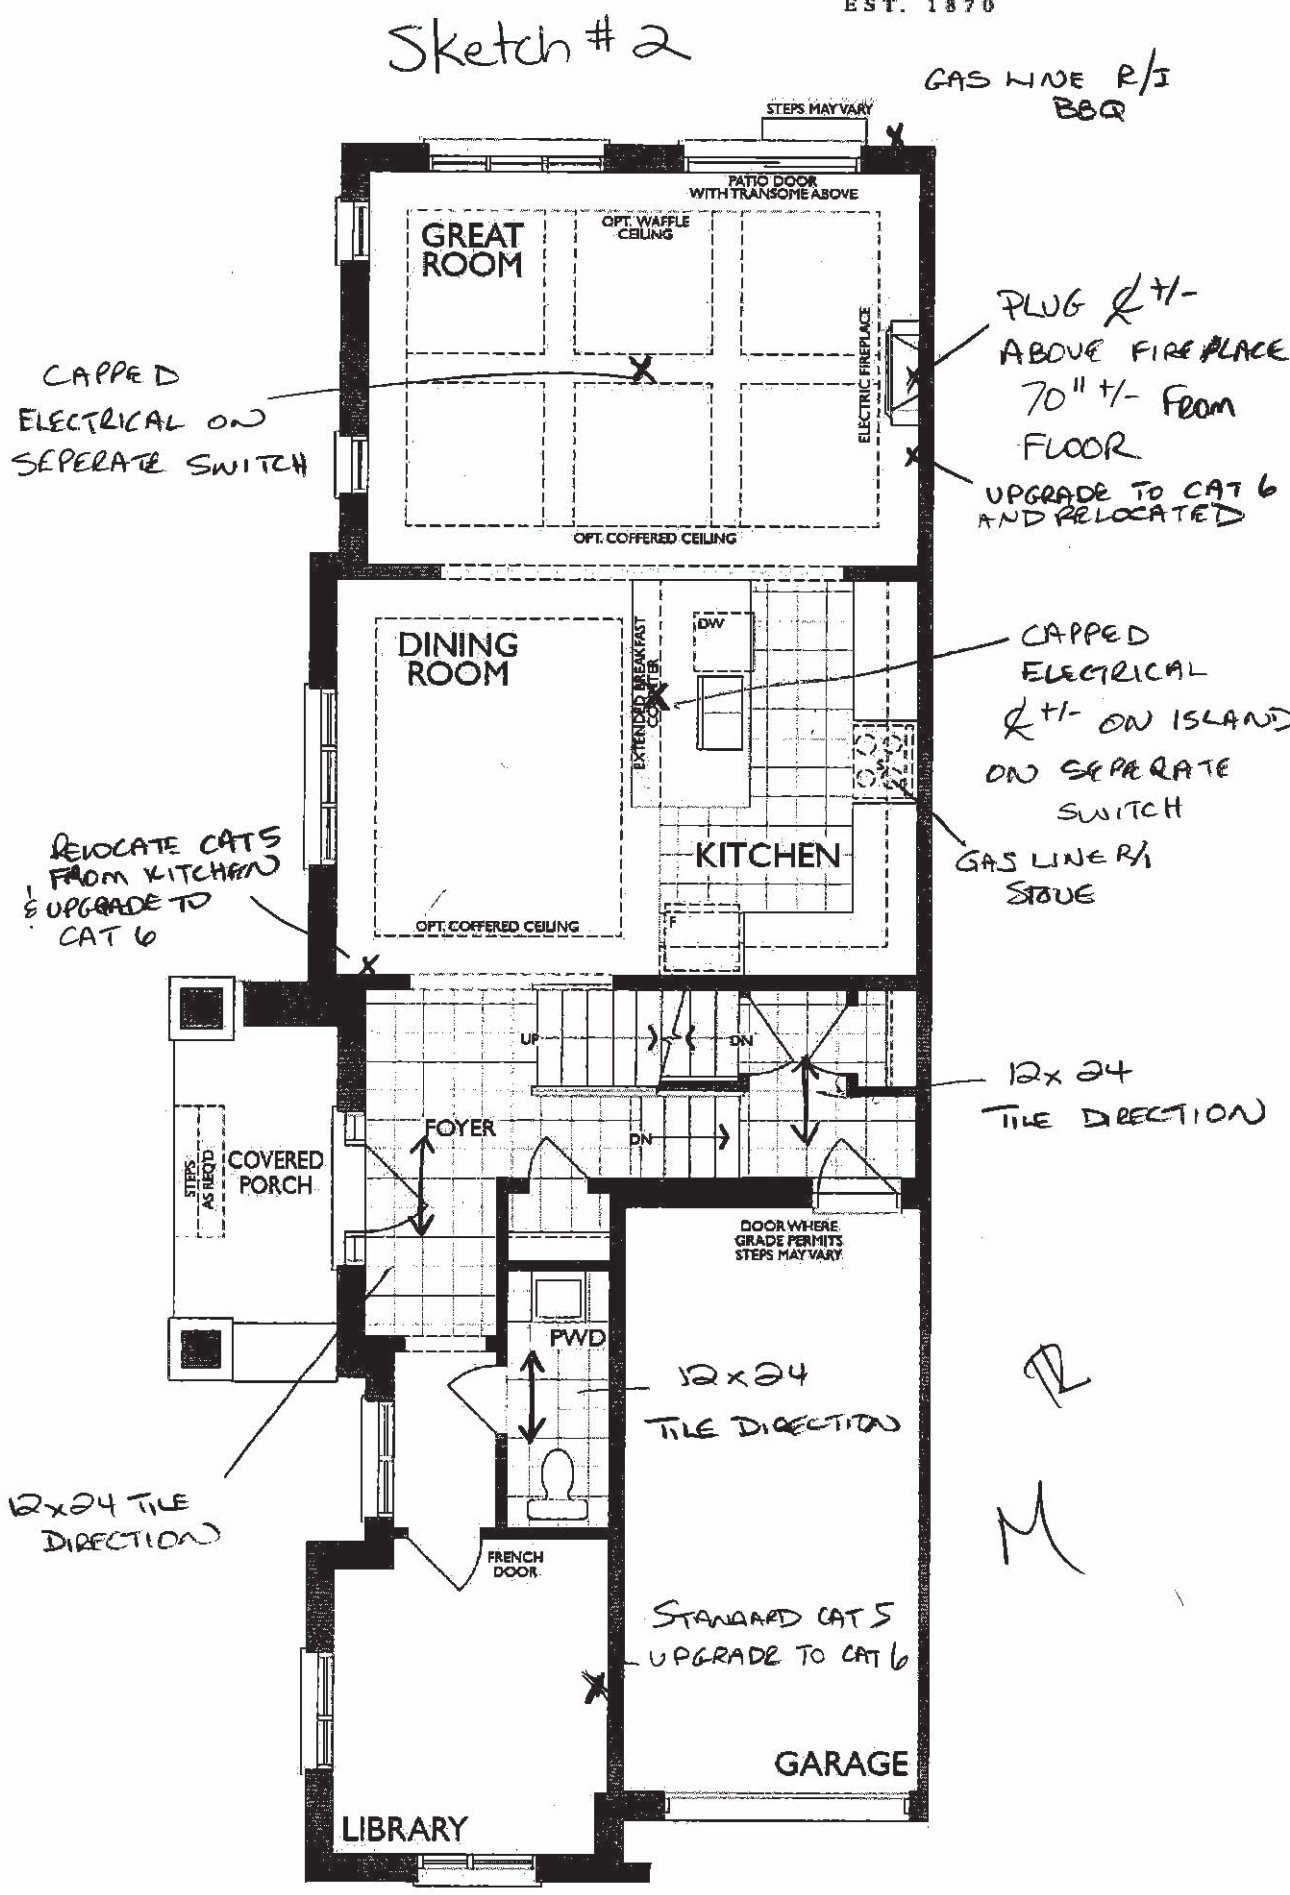 EST. 1870
Sketch # 2
GAS LINE R/I
BBQ
STEPS MAY VARY
PATIO DOOR
WITH TRANSOME ABOVE
GREAT
ROOM
OPT. WAFFLE
CEILING
ELECTRIC FIREPLACE
OPT. COFFERED CEILING
CAPPED
ELECTRICAL ON
SEPERATE SWITCH
PLUG ℄ +/-
ABOVE FIREPLACE
70" +/- FROM
FLOOR
UPGRADE TO CAT 6
AND RELOCATED
DINING
ROOM
EXTENDED BREAKFAST
COUNTER
DW
CAPPED
ELECTRICAL
℄ +/- ON ISLAND
ON SEPERATE
SWITCH
S
KITCHEN
GAS LINE R/I
STOVE
RELOCATE CAT 5
FROM KITCHEN
& UPGRADE TO
CAT 6
OPT. COFFERED CEILING
F
UP
DN
12x24
TILE DIRECTION
FOYER
DN
STEPS
AS REQ'D
COVERED
PORCH
DOOR WHERE
GRADE PERMITS
STEPS MAY VARY
PWD
12x24
TILE DIRECTION
12x24 TILE
DIRECTION
FRENCH
DOOR
STANDARD CAT 5
UPGRADE TO CAT 6
GARAGE
LIBRARY